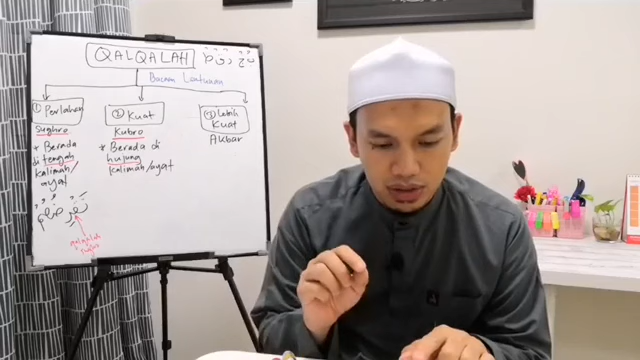 QALQALAH
Bacaan Lantunan
① Perlahan
Sughro
* Berada
di tengah
kalimah/
ayat
② Kuat
Kubro
* Berada di
hujung
kalimah/ayat
③ Lebih
Kuat
Akbar
qalqalah